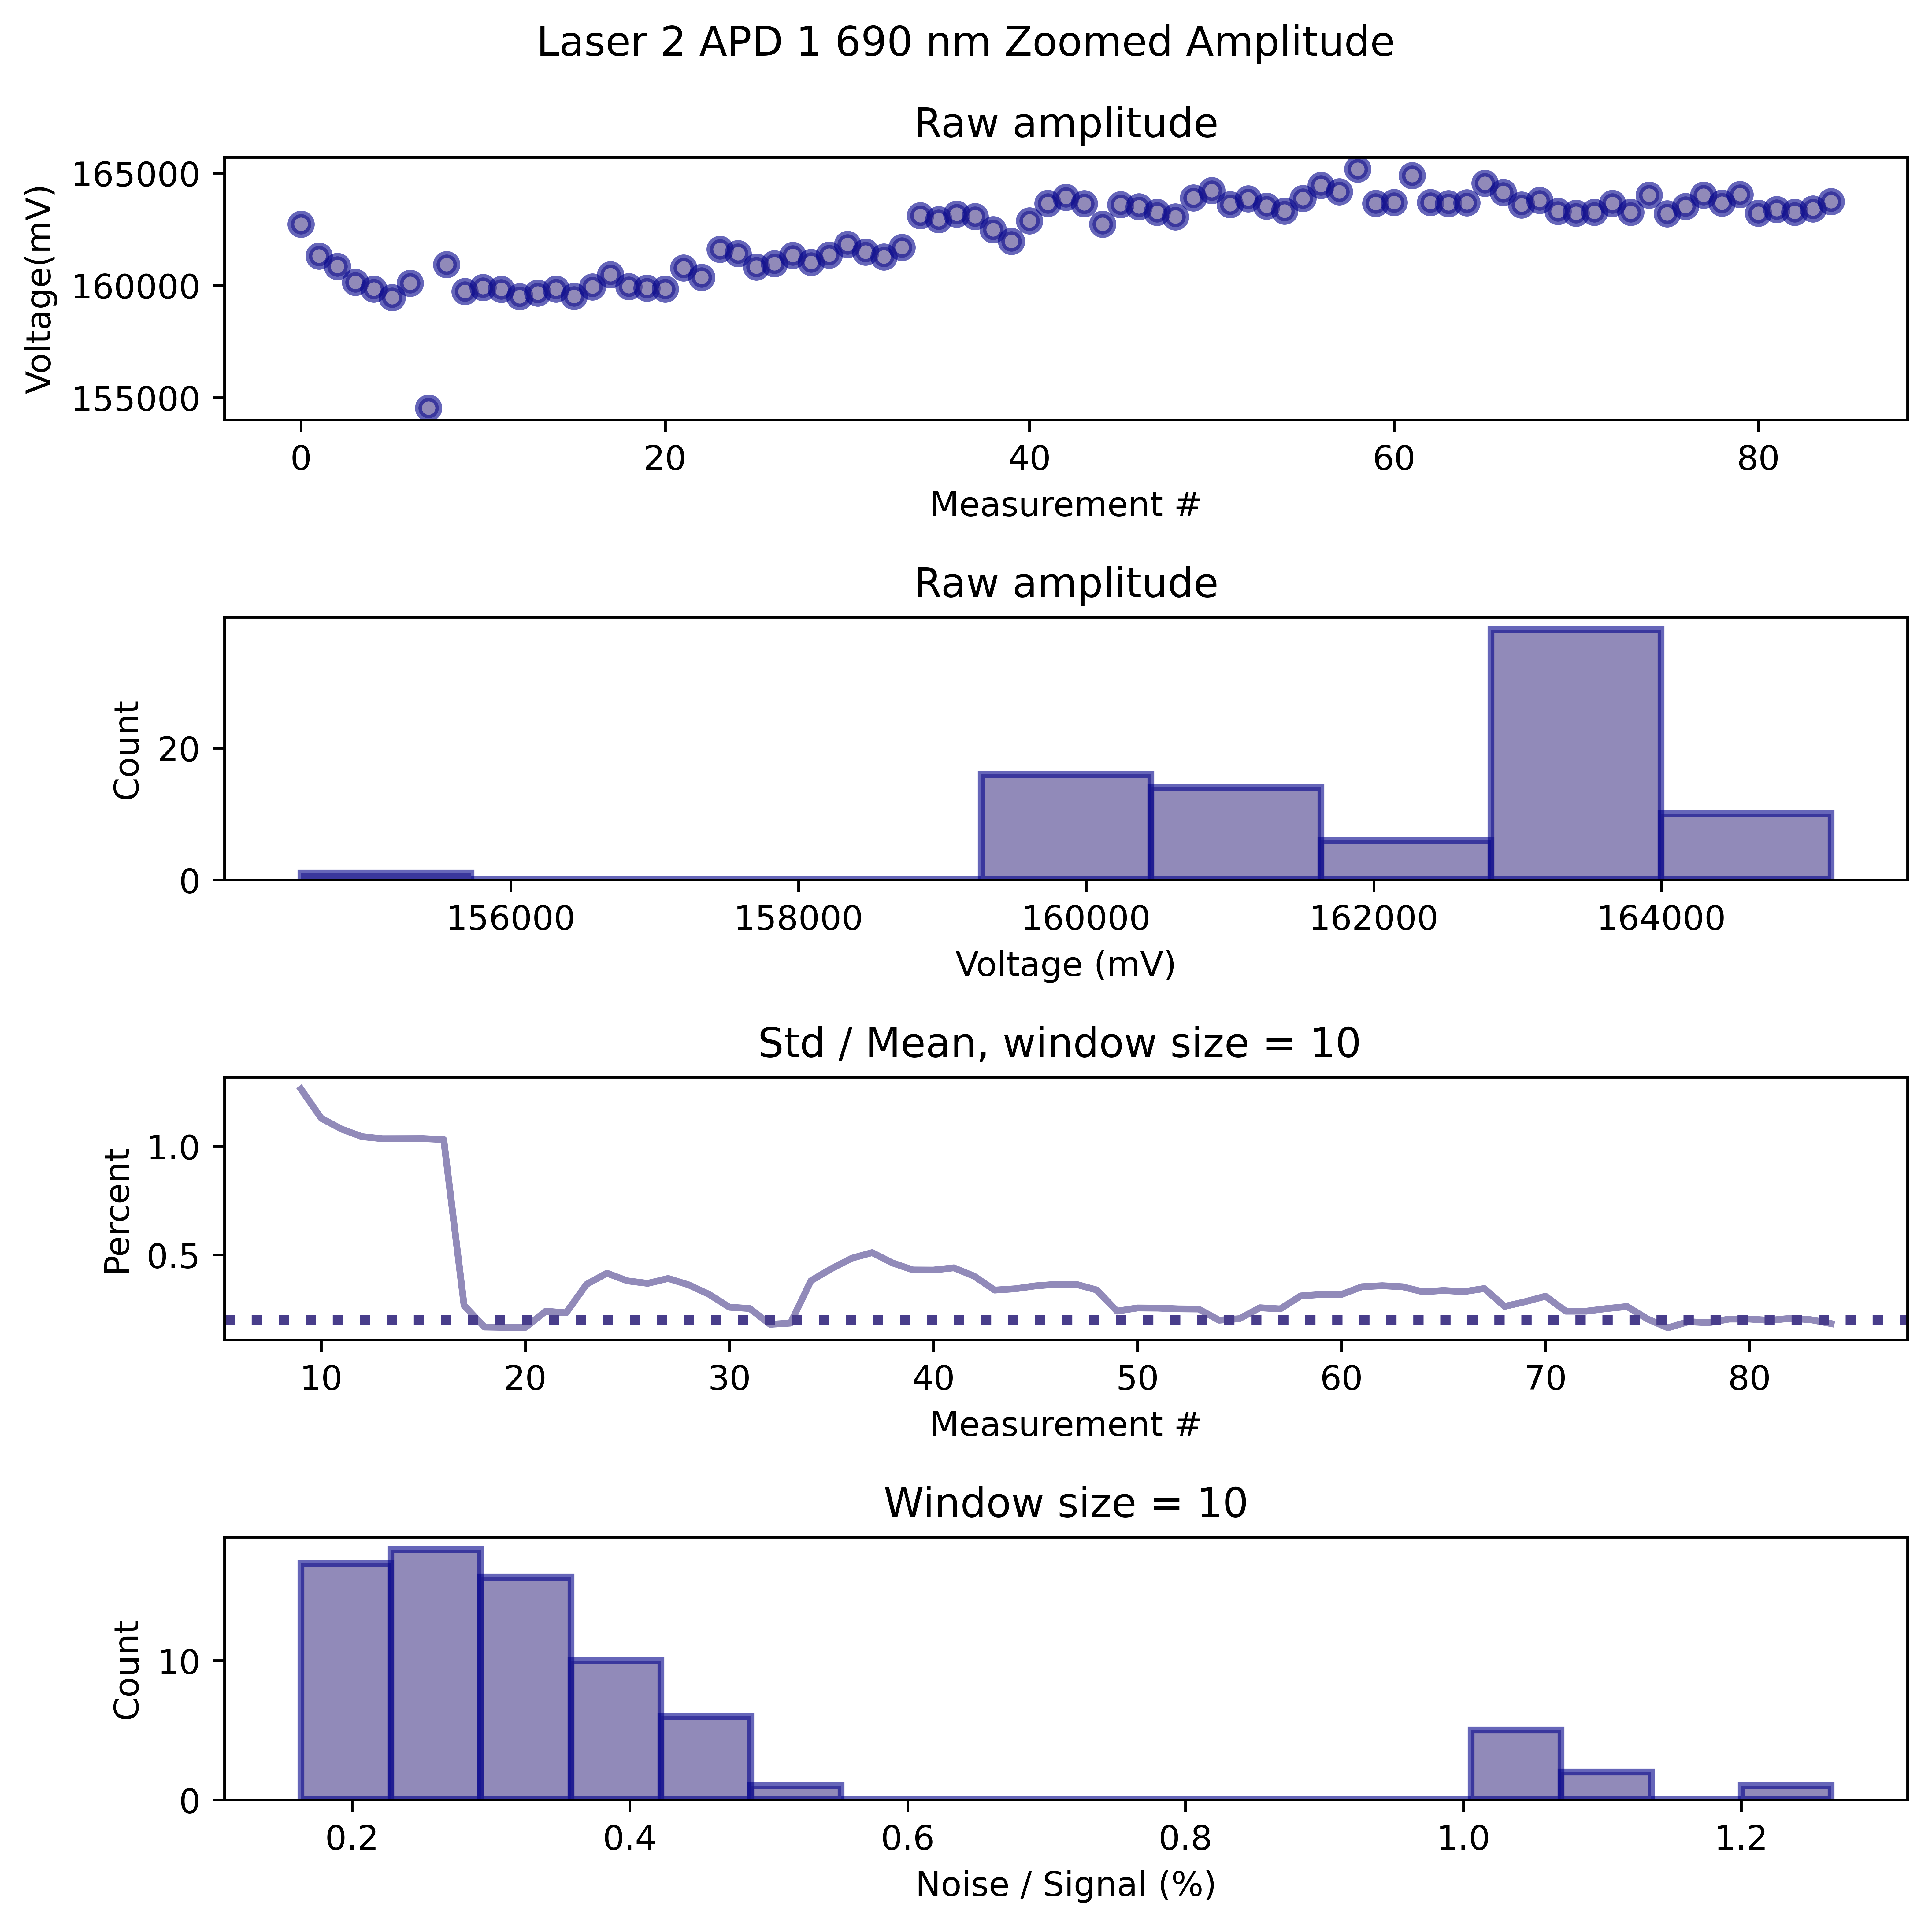 Laser 2 APD 1 690 nm Zoomed Amplitude
Raw amplitude
Voltage(mV)
165000
160000
155000
0 20 40 60 80
Measurement #
Raw amplitude
Count
20
0
156000 158000 160000 162000 164000
Voltage (mV)
Std / Mean, window size = 10
Percent
1.0
0.5
10 20 30 40 50 60 70 80
Measurement #
Window size = 10
Count
10
0
0.2 0.4 0.6 0.8 1.0 1.2
Noise / Signal (%)